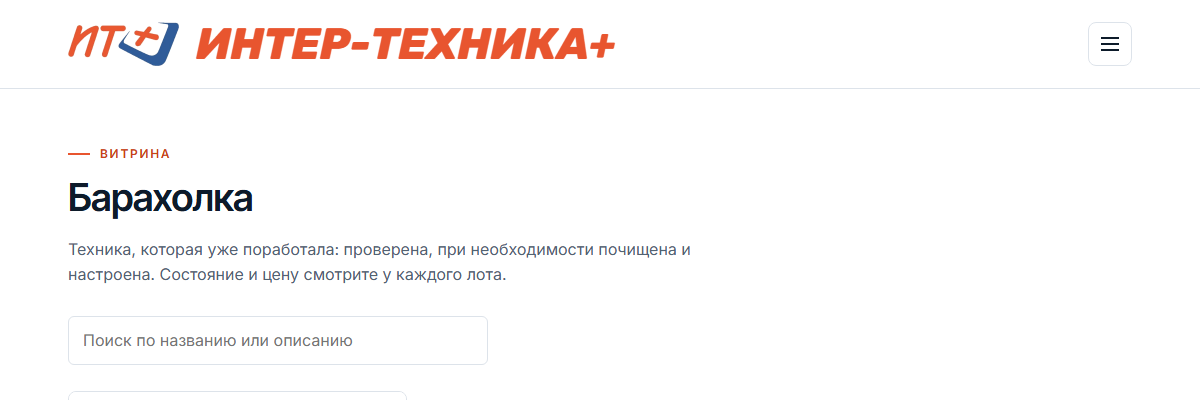 ИТ+ ИНТЕР-ТЕХНИКА+
ВИТРИНА
Барахолка
Техника, которая уже поработала: проверена, при необходимости почищена и
настроена. Состояние и цену смотрите у каждого лота.
Поиск по названию или описанию